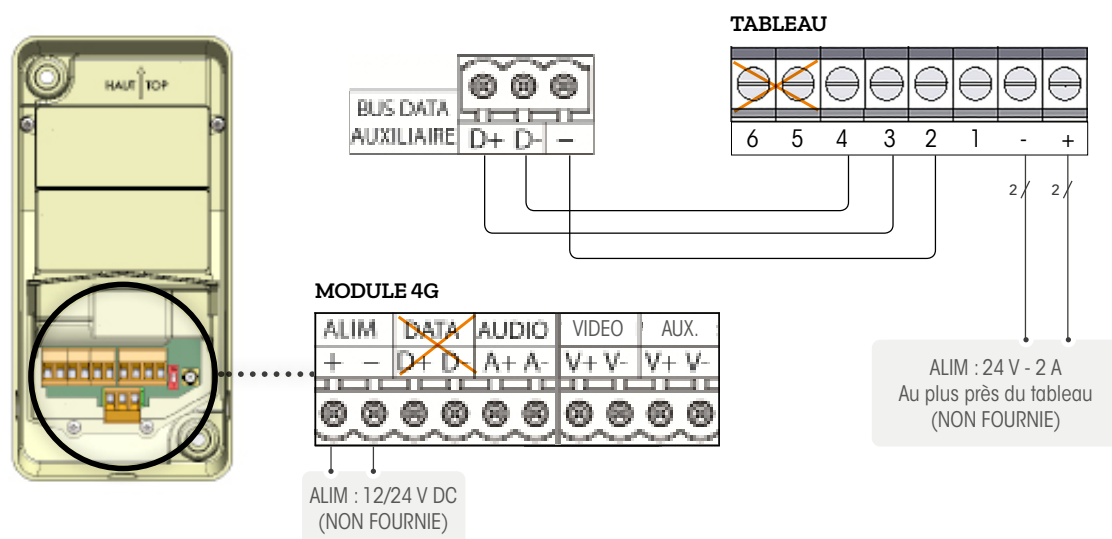 TABLEAU
HAUT TOP
BUS DATA
AUXILIAIRE D+ D- –
6 5 4 3 2 1 - +
2 2
MODULE 4G
ALIM DATA AUDIO VIDEO AUX.
+ – D+ D- A+ A- V+ V- V+ V-
ALIM : 24 V - 2 A
Au plus près du tableau
(NON FOURNIE)
ALIM : 12/24 V DC
(NON FOURNIE)